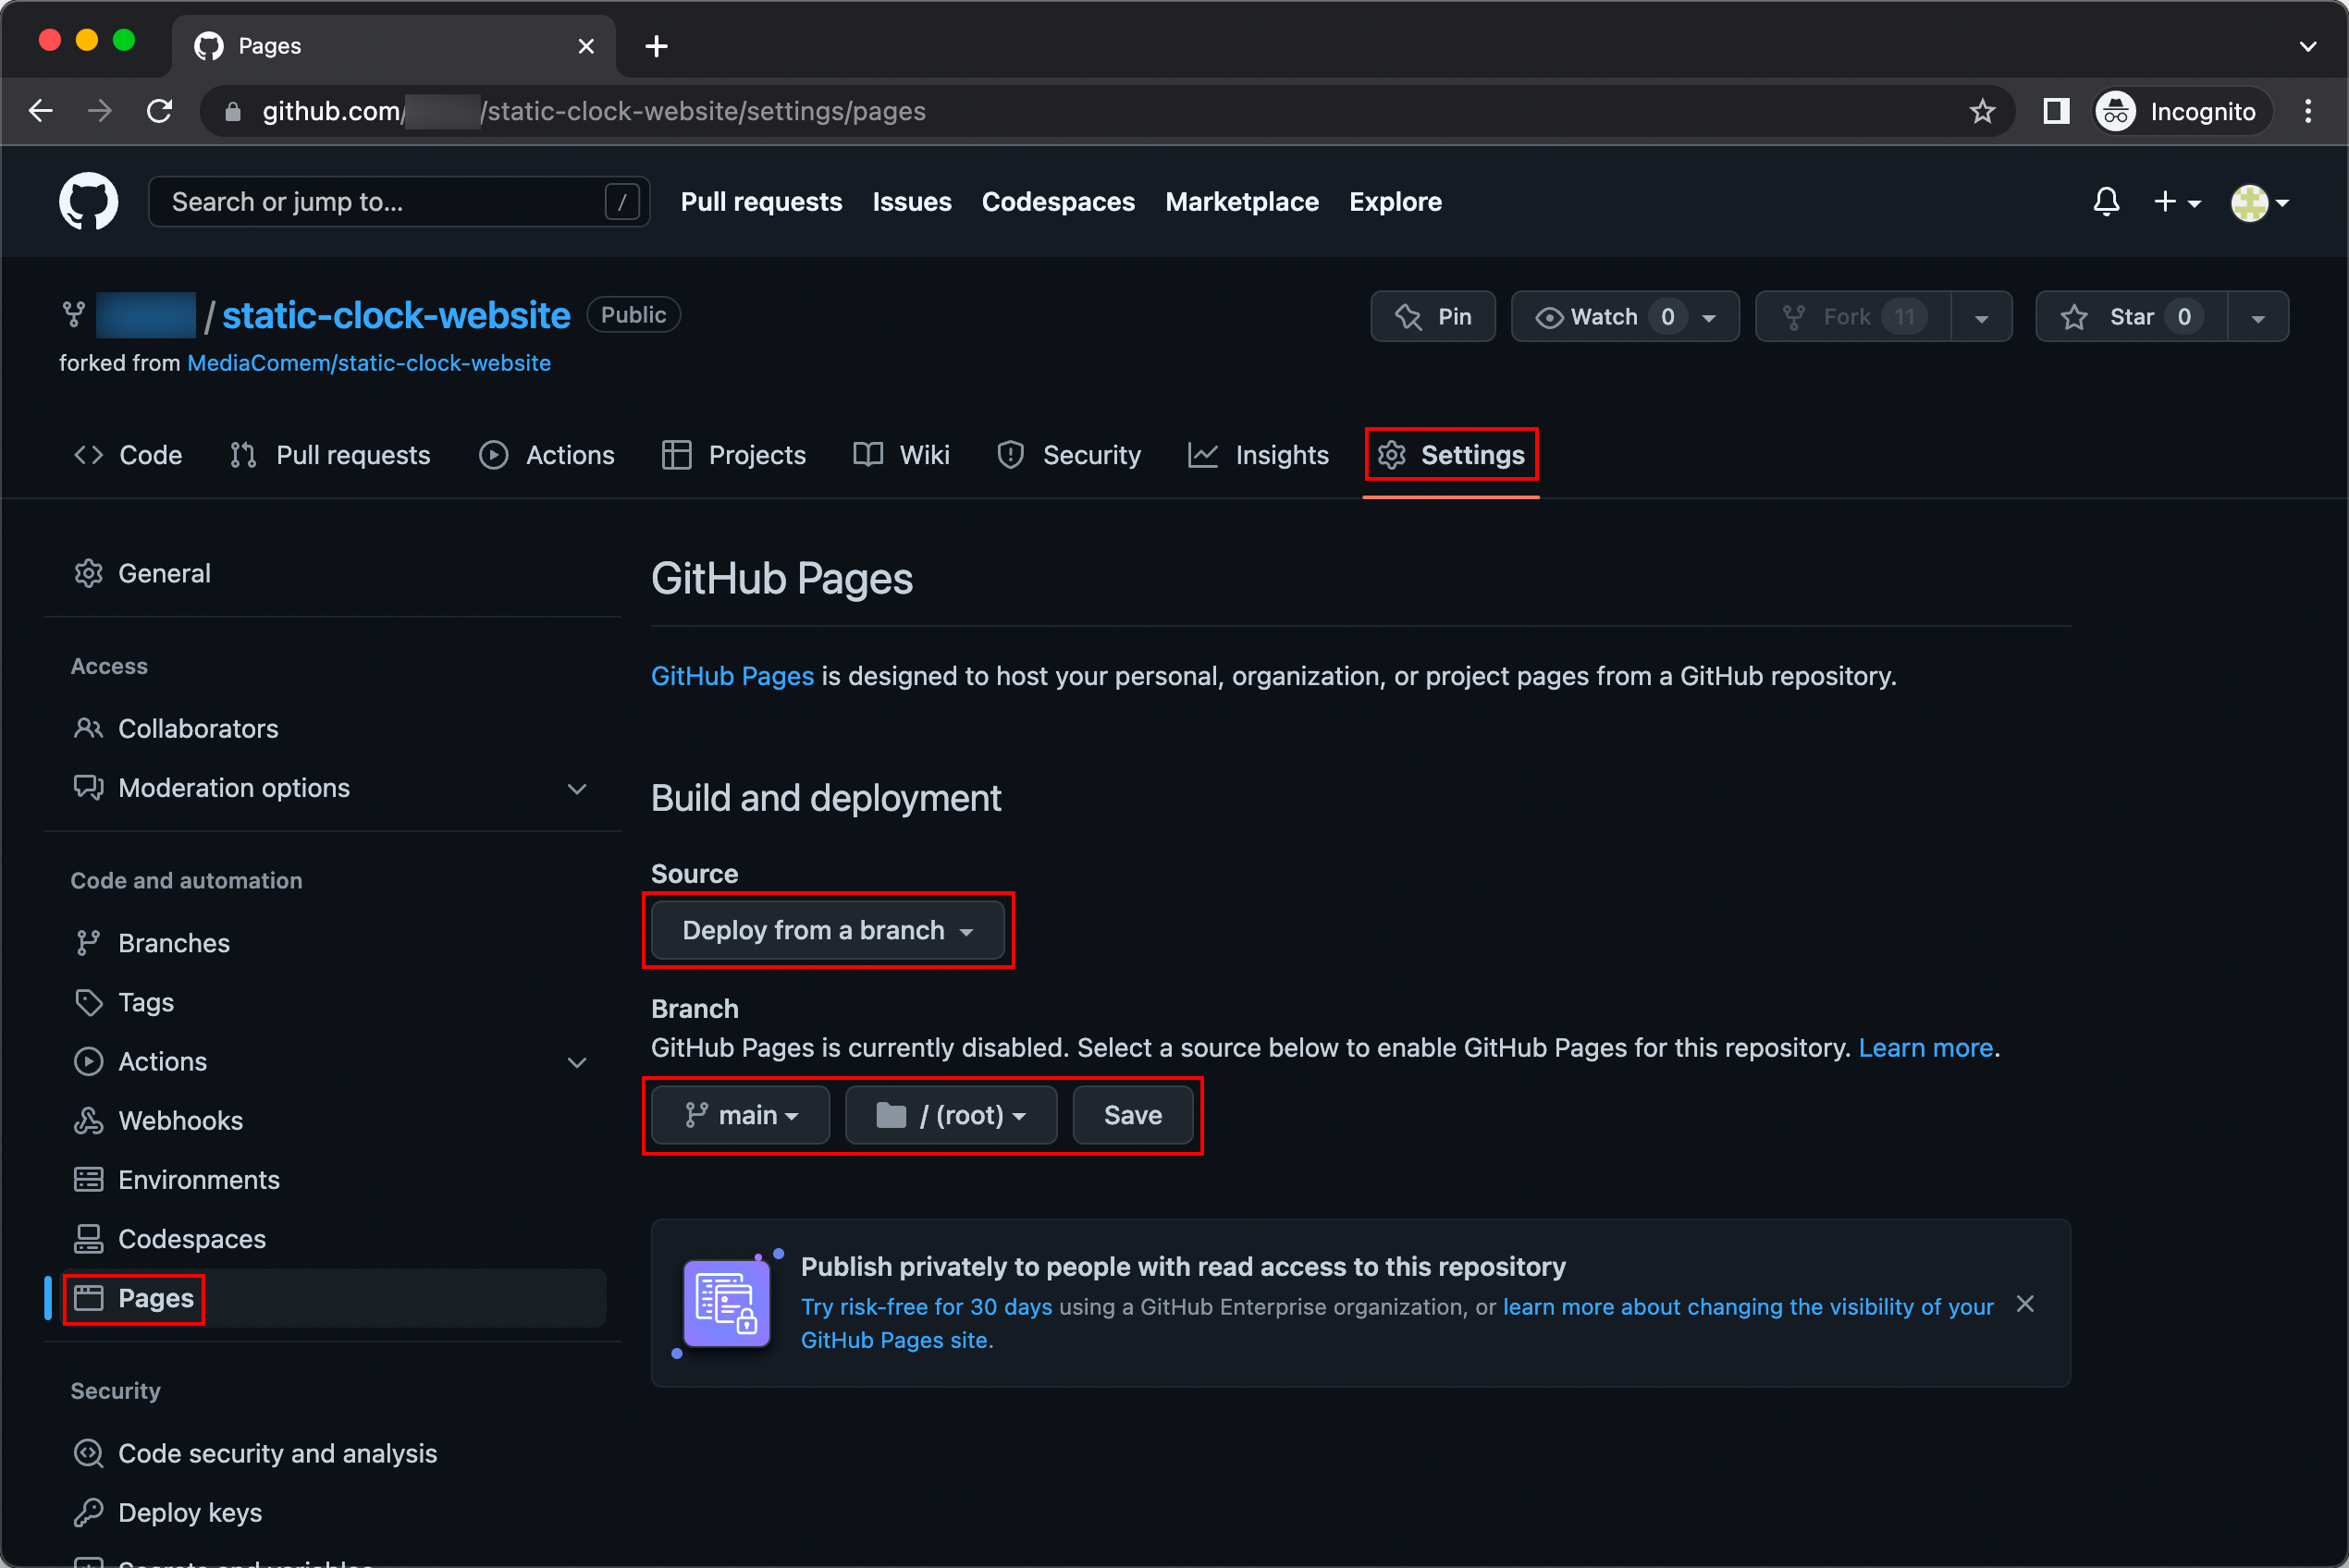 Pages
github.com/ /static-clock-website/settings/pages
Incognito
Search or jump to... /
Pull requests Issues Codespaces Marketplace Explore
/ static-clock-website Public
Pin Watch 0 Fork 11 Star 0
forked from MediaComem/static-clock-website
Code Pull requests Actions Projects Wiki Security Insights Settings
General
Access
Collaborators
Moderation options
Code and automation
Branches
Tags
Actions
Webhooks
Environments
Codespaces
Pages
Security
Code security and analysis
Deploy keys
Secrets and variables
GitHub Pages
GitHub Pages is designed to host your personal, organization, or project pages from a GitHub repository.
Build and deployment
Source
Deploy from a branch
Branch
GitHub Pages is currently disabled. Select a source below to enable GitHub Pages for this repository. Learn more.
main / (root) Save
Publish privately to people with read access to this repository
Try risk-free for 30 days using a GitHub Enterprise organization, or learn more about changing the visibility of your
GitHub Pages site.